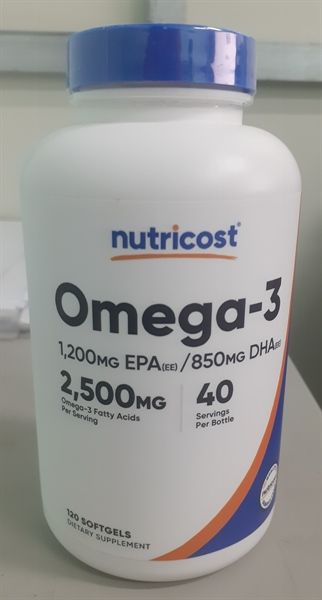 nutricost®
Omega-3
1,200MG EPA(EE)/850MG DHA(EE)
2,500MG
Omega-3 Fatty Acids
Per Serving
40
Servings
Per Bottle
120 SOFTGELS
DIETARY SUPPLEMENT
nutricost